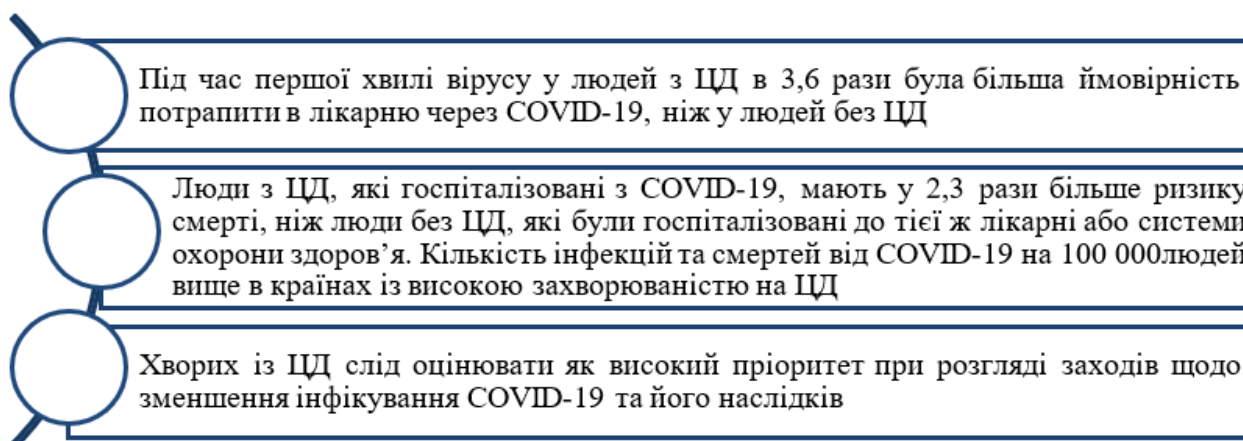 Під час першої хвилі вірусу у людей з ЦД в 3,6 рази була більша ймовірність
потрапити в лікарню через COVID-19, ніж у людей без ЦД
Люди з ЦД, які госпіталізовані з COVID-19, мають у 2,3 рази більше ризику
смерті, ніж люди без ЦД, які були госпіталізовані до тієї ж лікарні або системи
охорони здоров’я. Кількість інфекцій та смертей від COVID-19 на 100 000людей
вище в країнах із високою захворюваністю на ЦД
Хворих із ЦД слід оцінювати як високий пріоритет при розгляді заходів щодо
зменшення інфікування COVID-19 та його наслідків